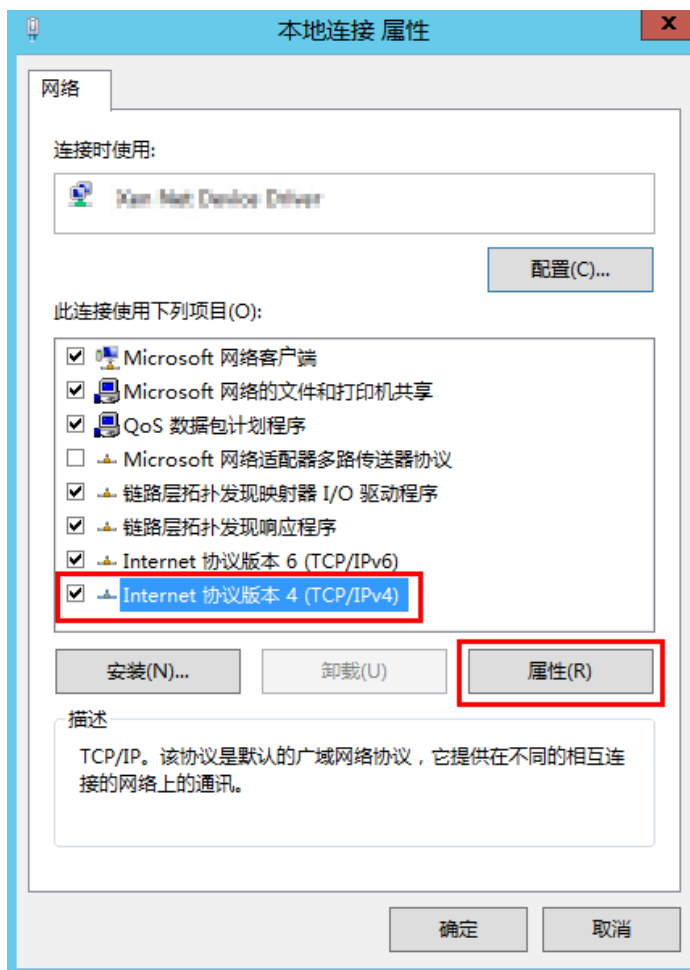 本地连接 属性
x
网络
连接时使用:
Xen Net Device Driver
配置(C)...
此连接使用下列项目(O):
Microsoft 网络客户端
Microsoft 网络的文件和打印机共享
QoS 数据包计划程序
Microsoft 网络适配器多路传送器协议
链路层拓扑发现映射器 I/O 驱动程序
链路层拓扑发现响应程序
Internet 协议版本 6 (TCP/IPv6)
Internet 协议版本 4 (TCP/IPv4)
安装(N)...
卸载(U)
属性(R)
描述
TCP/IP。该协议是默认的广域网络协议，它提供在不同的相互连
接的网络上的通讯。
确定
取消